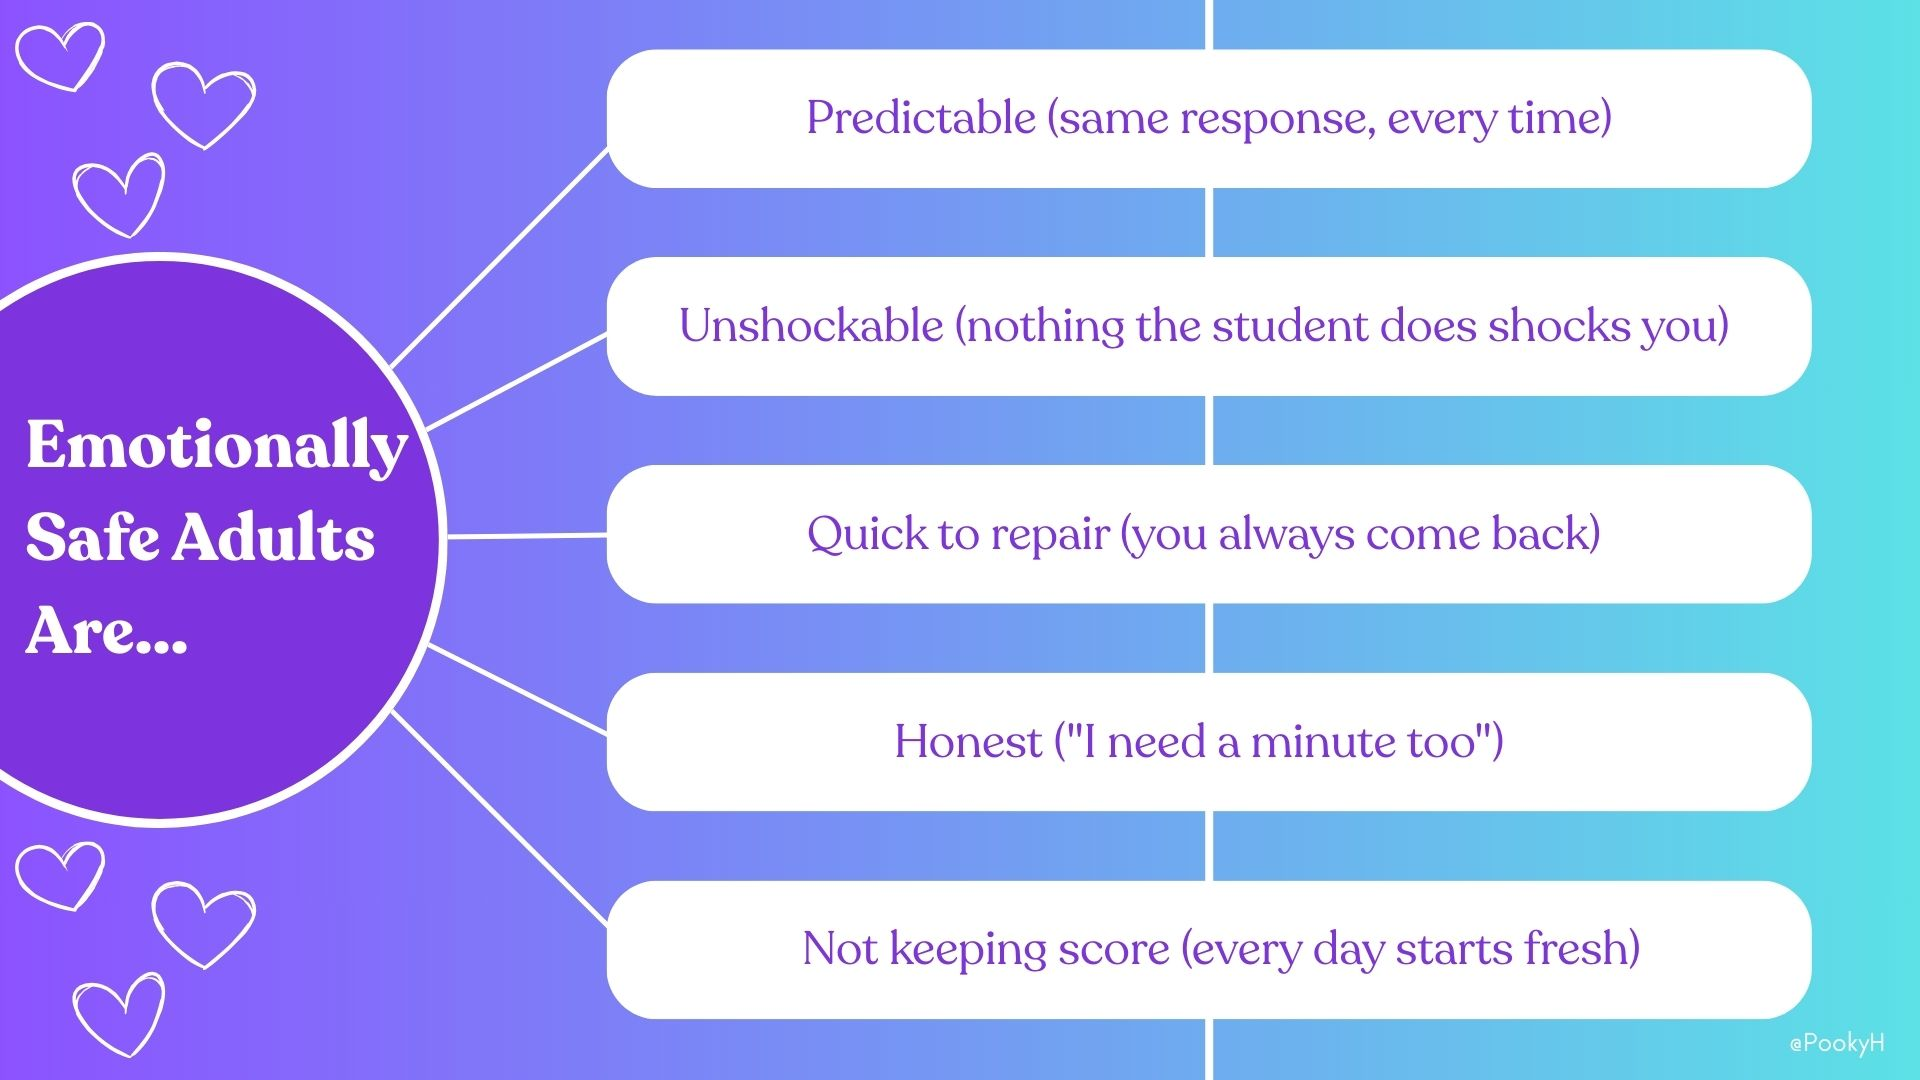 Emotionally
Safe Adults
Are...
Predictable (same response, every time)
Unshockable (nothing the student does shocks you)
Quick to repair (you always come back)
Honest ("I need a minute too")
Not keeping score (every day starts fresh)
@PookyH